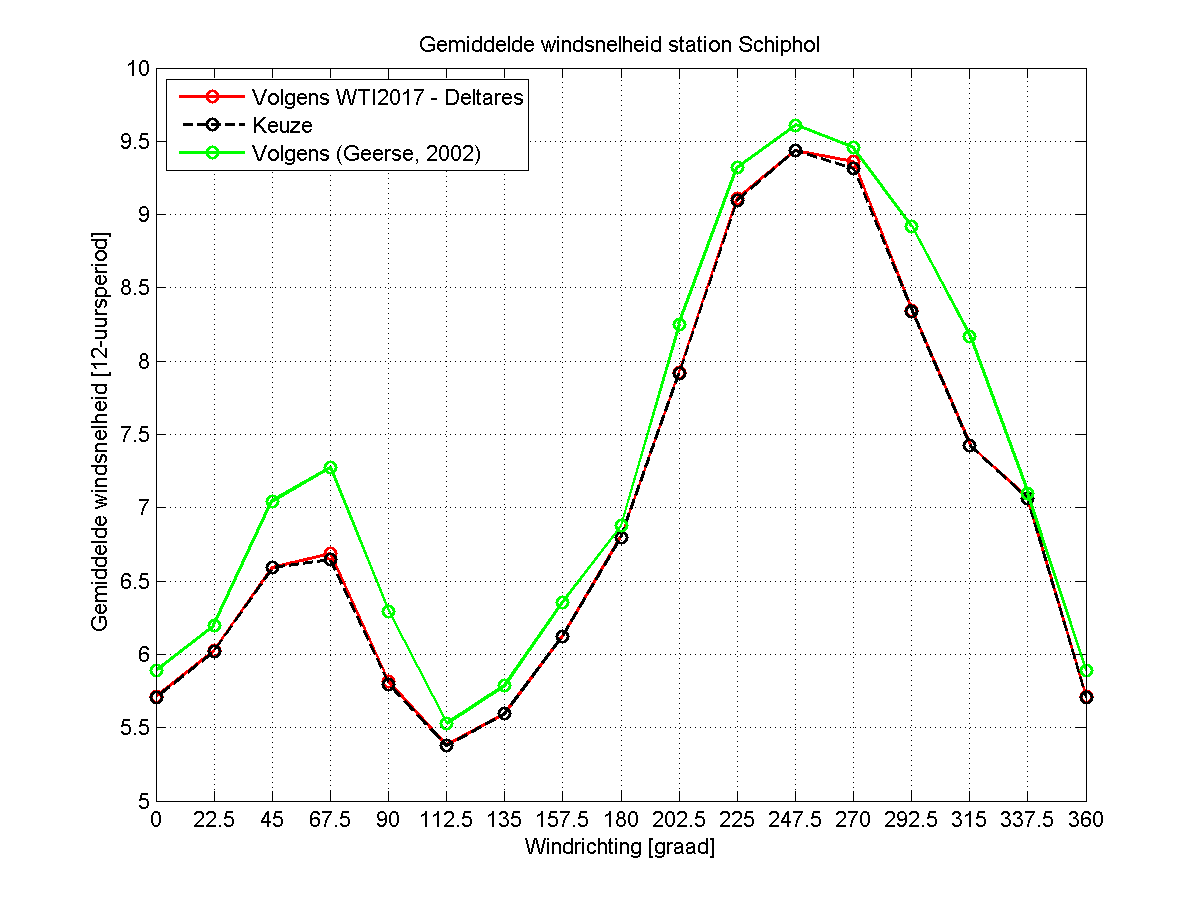 Gemiddelde windsnelheid station Schiphol
10
9.5
9
8.5
8
7.5
7
6.5
6
5.5
5
Gemiddelde windsnelheid [12-uursperiod]
Volgens WTI2017 - Deltares
Keuze
Volgens (Geerse, 2002)
0 22.5 45 67.5 90 112.5 135 157.5 180 202.5 225 247.5 270 292.5 315 337.5 360
Windrichting [graad]